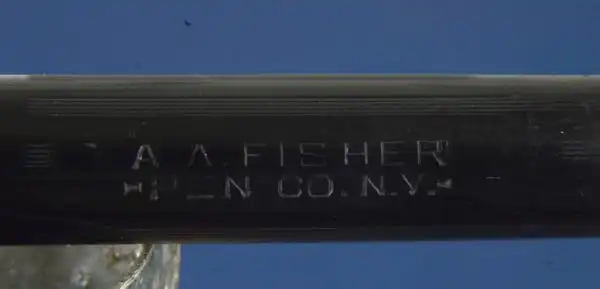 "A. A. FISHER"
PEN CO. N.Y.